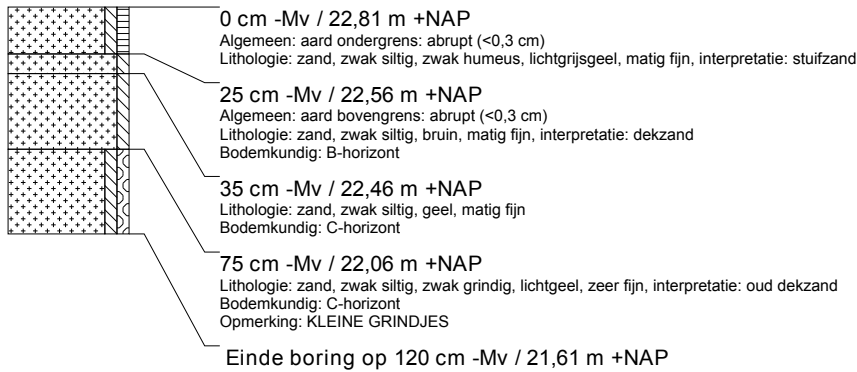 0 cm -Mv / 22,81 m +NAP
Algemeen: aard ondergrens: abrupt (<0,3 cm)
Lithologie: zand, zwak siltig, zwak humeus, lichtgrijsgeel, matig fijn, interpretatie: stuifzand
25 cm -Mv / 22,56 m +NAP
Algemeen: aard bovengrens: abrupt (<0,3 cm)
Lithologie: zand, zwak siltig, bruin, matig fijn, interpretatie: dekzand
Bodemkundig: B-horizont
35 cm -Mv / 22,46 m +NAP
Lithologie: zand, zwak siltig, geel, matig fijn
Bodemkundig: C-horizont
75 cm -Mv / 22,06 m +NAP
Lithologie: zand, zwak siltig, zwak grindig, lichtgeel, zeer fijn, interpretatie: oud dekzand
Bodemkundig: C-horizont
Opmerking: KLEINE GRINDJES
Einde boring op 120 cm -Mv / 21,61 m +NAP